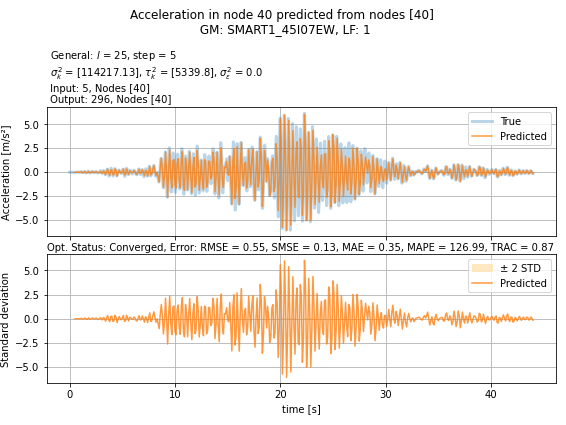 Acceleration in node 40 predicted from nodes [40]
GM: SMART1_45I07EW, LF: 1
General: l = 25, step = 5
σ²ₖ = [114217.13], τ²ₖ = [5339.8], σ²_ε = 0.0
Input: 5, Nodes [40]
Output: 296, Nodes [40]
Acceleration [m/s²]
5.0
2.5
0.0
−2.5
−5.0
True
Predicted
Opt. Status: Converged, Error: RMSE = 0.55, SMSE = 0.13, MAE = 0.35, MAPE = 126.99, TRAC = 0.87
Standard deviation
5.0
2.5
0.0
−2.5
−5.0
± 2 STD
Predicted
0 10 20 30 40
time [s]